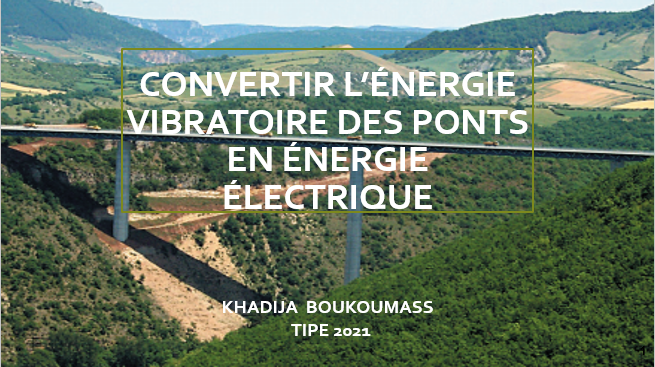 CONVERTIR L’ÉNERGIE
VIBRATOIRE DES PONTS
EN ÉNERGIE
ÉLECTRIQUE
KHADIJA BOUKOUMASS
TIPE 2021